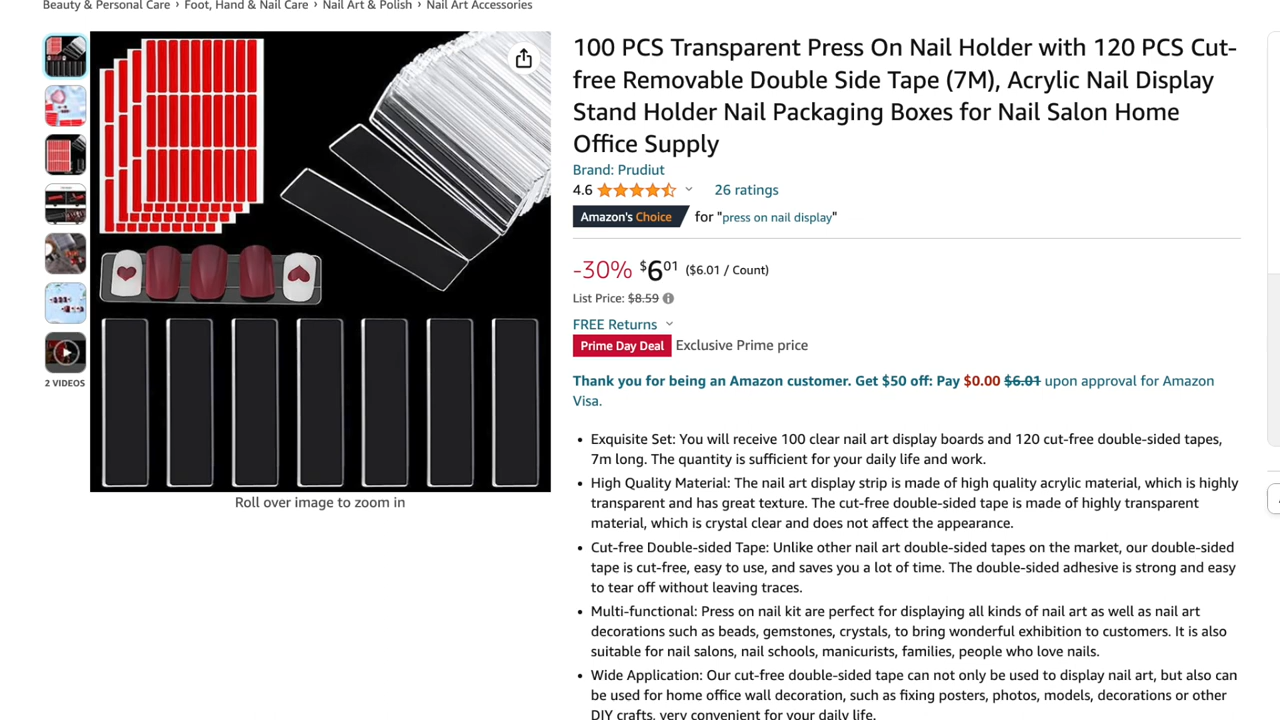 Beauty & Personal Care › Foot, Hand & Nail Care › Nail Art & Polish › Nail Art Accessories
2 VIDEOS
Roll over image to zoom in
100 PCS Transparent Press On Nail Holder with 120 PCS Cut-
free Removable Double Side Tape (7M), Acrylic Nail Display
Stand Holder Nail Packaging Boxes for Nail Salon Home
Office Supply
Brand: Prudiut
4.6 26 ratings
Amazon's Choice for "press on nail display"
-30% $601 ($6.01 / Count)
List Price: $8.59
FREE Returns
Prime Day Deal Exclusive Prime price
Thank you for being an Amazon customer. Get $50 off: Pay $0.00 $6.01 upon approval for Amazon
Visa.
• Exquisite Set: You will receive 100 clear nail art display boards and 120 cut-free double-sided tapes,
7m long. The quantity is sufficient for your daily life and work.
• High Quality Material: The nail art display strip is made of high quality acrylic material, which is highly
transparent and has great texture. The cut-free double-sided tape is made of highly transparent
material, which is crystal clear and does not affect the appearance.
• Cut-free Double-sided Tape: Unlike other nail art double-sided tapes on the market, our double-sided
tape is cut-free, easy to use, and saves you a lot of time. The double-sided adhesive is strong and easy
to tear off without leaving traces.
• Multi-functional: Press on nail kit are perfect for displaying all kinds of nail art as well as nail art
decorations such as beads, gemstones, crystals, to bring wonderful exhibition to customers. It is also
suitable for nail salons, nail schools, manicurists, families, people who love nails.
• Wide Application: Our cut-free double-sided tape can not only be used to display nail art, but also can
be used for home office wall decoration, such as fixing posters, photos, models, decorations or other
DIY crafts, very convenient for your daily life.